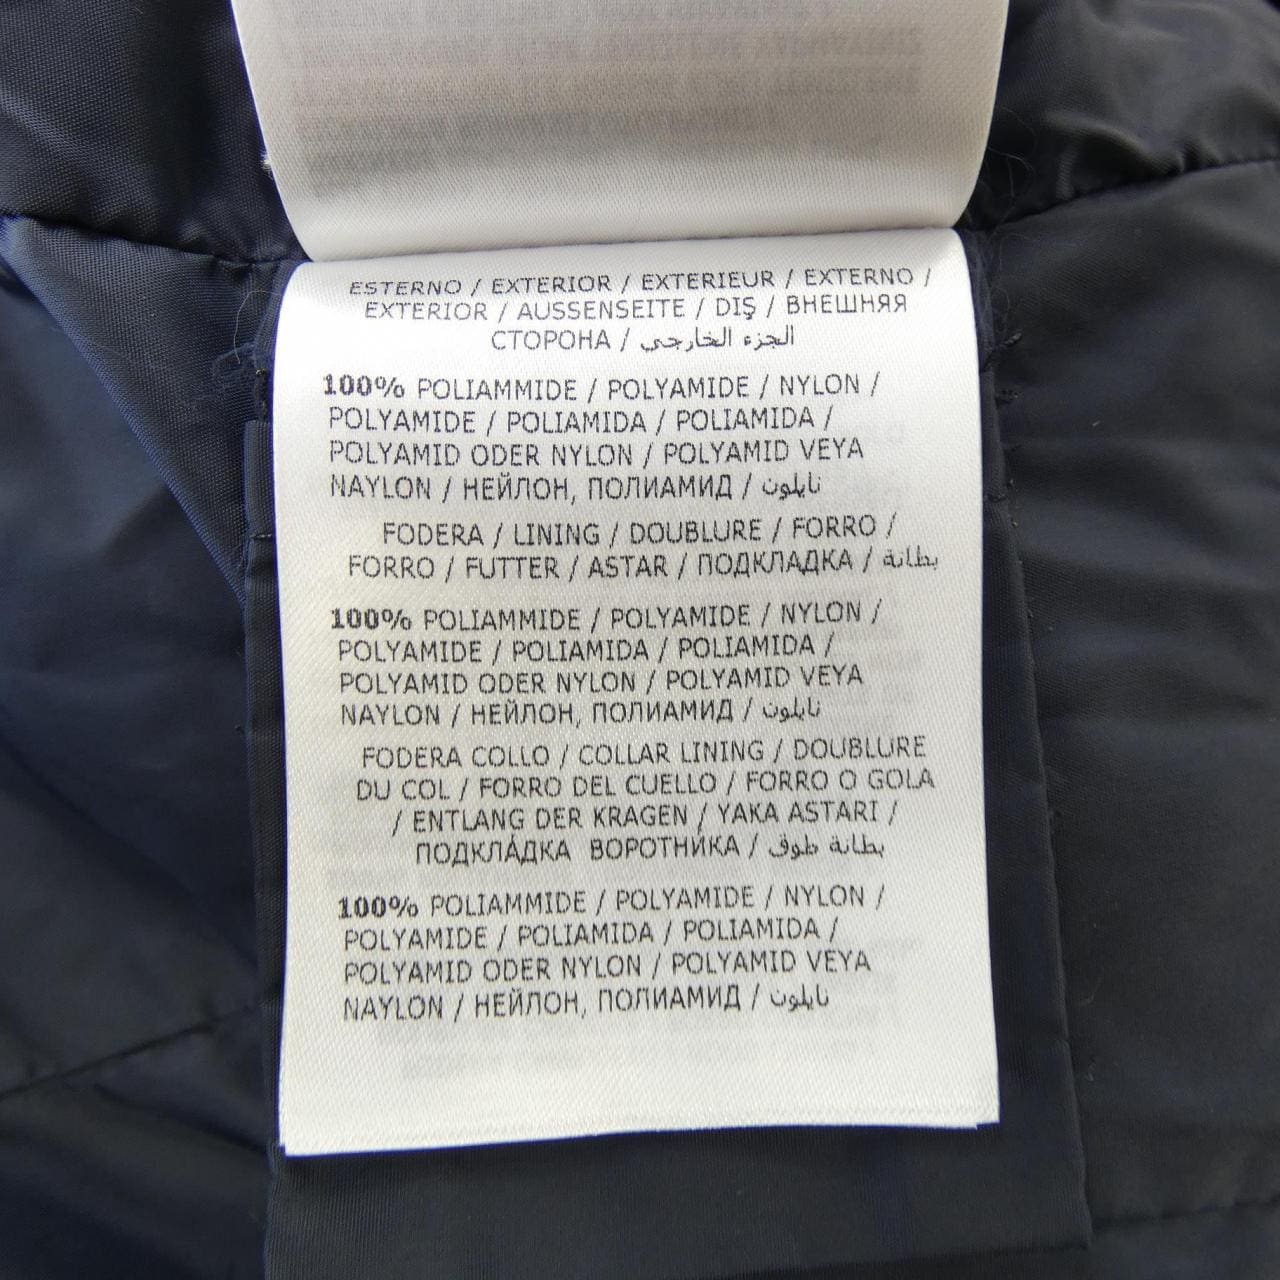 ESTERNO / EXTERIOR / EXTERIEUR / EXTERNO /
EXTERIOR / AUSSENSEITE / DIŞ / ВНЕШНЯЯ
СТОРОНА / الجزء الخارجي
100% POLIAMMIDE / POLYAMIDE / NYLON /
POLYAMIDE / POLIAMIDA / POLIAMIDA /
POLYAMID ODER NYLON / POLYAMID VEYA
NAYLON / НЕЙЛОН, ПОЛИАМИД / نايلون
FODERA / LINING / DOUBLURE / FORRO /
FORRO / FUTTER / ASTAR / ПОДКЛАДКА / بطانة
100% POLIAMMIDE / POLYAMIDE / NYLON /
POLYAMIDE / POLIAMIDA / POLIAMIDA /
POLYAMID ODER NYLON / POLYAMID VEYA
NAYLON / НЕЙЛОН, ПОЛИАМИД / نايلون
FODERA COLLO / COLLAR LINING / DOUBLURE
DU COL / FORRO DEL CUELLO / FORRO O GOLA
/ ENTLANG DER KRAGEN / YAKA ASTARI /
ПОДКЛА́ДКА ВОРОТНИ́КА / بطانة طوق
100% POLIAMMIDE / POLYAMIDE / NYLON /
POLYAMIDE / POLIAMIDA / POLIAMIDA /
POLYAMID ODER NYLON / POLYAMID VEYA
NAYLON / НЕЙЛОН, ПОЛИАМИД / نايلون